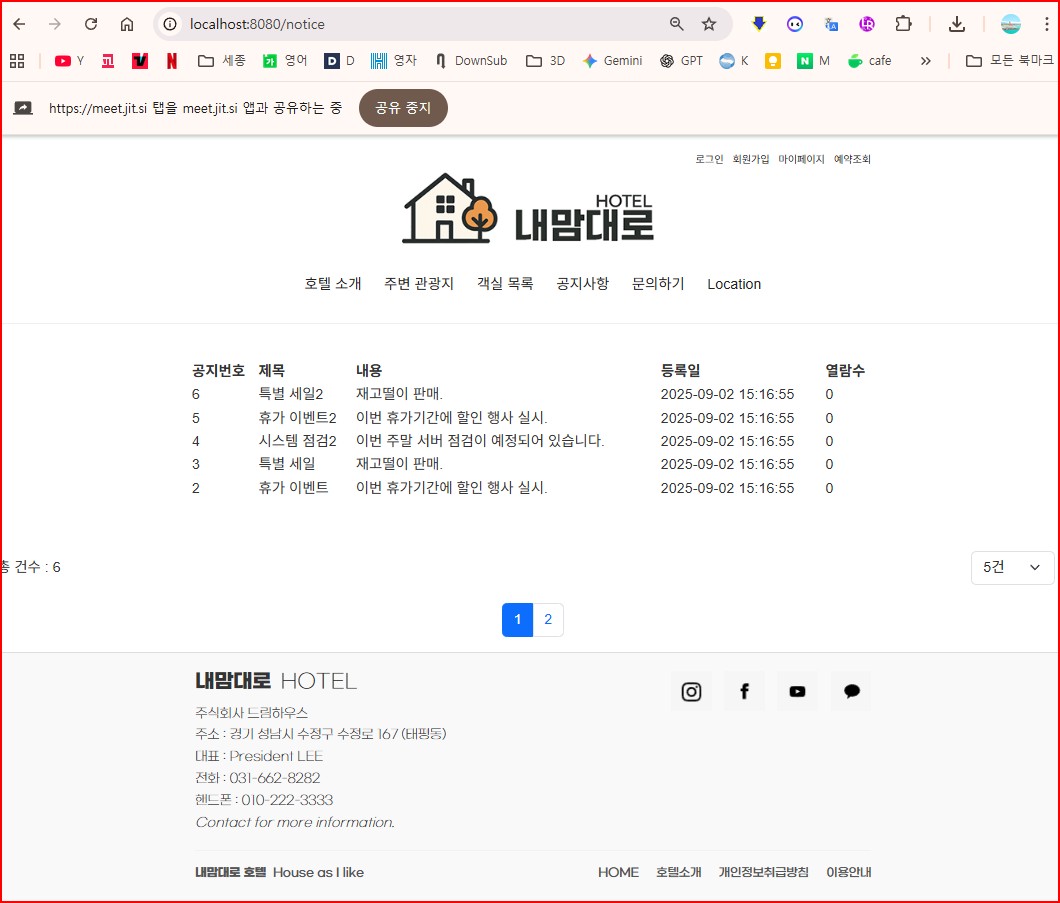 localhost:8080/notice
Y
세종
영어
D
영자
DownSub
3D
Gemini
GPT
K
M
cafe
모든 북마크
https://meet.jit.si 탭을 meet.jit.si 앱과 공유하는 중
공유 중지
로그인 회원가입 마이페이지 예약조회
HOTEL
내맘대로
호텔 소개 주변 관광지 객실 목록 공지사항 문의하기 Location
공지번호 제목 내용 등록일 열람수
6 특별 세일2 재고떨이 판매. 2025-09-02 15:16:55 0
5 휴가 이벤트2 이번 휴가기간에 할인 행사 실시. 2025-09-02 15:16:55 0
4 시스템 점검2 이번 주말 서버 점검이 예정되어 있습니다. 2025-09-02 15:16:55 0
3 특별 세일 재고떨이 판매. 2025-09-02 15:16:55 0
2 휴가 이벤트 이번 휴가기간에 할인 행사 실시. 2025-09-02 15:16:55 0
총 건수 : 6
5건
1 2
내맘대로 HOTEL
주식회사 드림하우스
주소 : 경기 성남시 수정구 수정로 167 (태평동)
대표 : President LEE
전화 : 031-662-8282
핸드폰 : 010-222-3333
Contact for more information.
내맘대로 호텔 House as I like
HOME 호텔소개 개인정보취급방침 이용안내